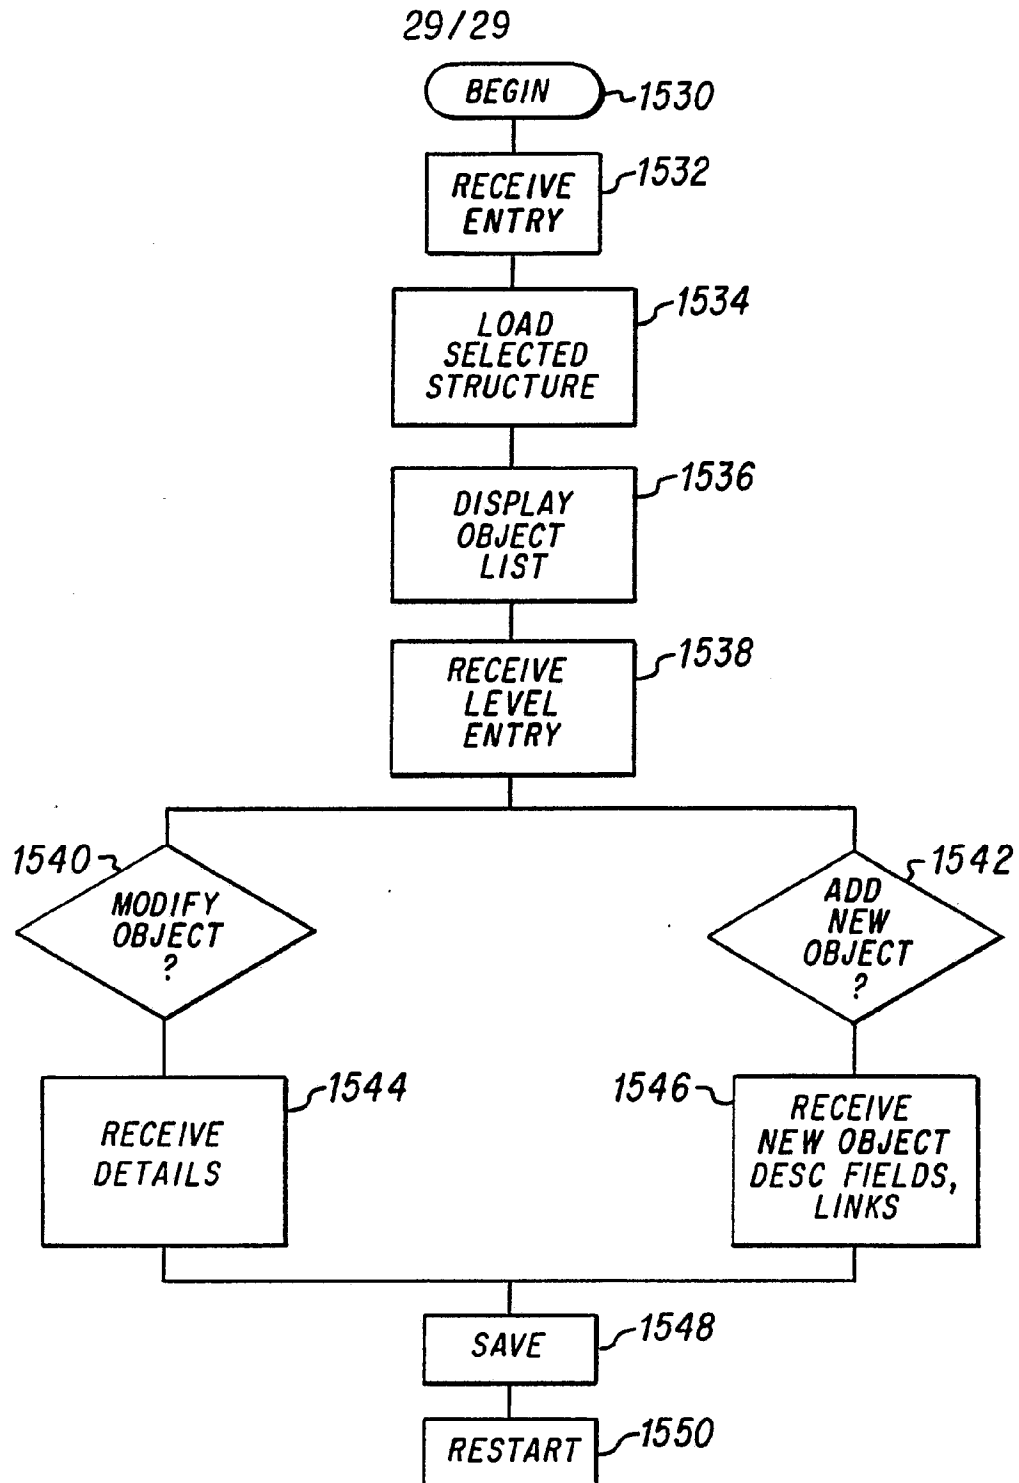 29/29
BEGIN
1530
RECEIVE
ENTRY
1532
LOAD
SELECTED
STRUCTURE
1534
DISPLAY
OBJECT
LIST
1536
RECEIVE
LEVEL
ENTRY
1538
1540
MODIFY
OBJECT
?
1542
ADD
NEW
OBJECT
?
RECEIVE
DETAILS
1544
1546
RECEIVE
NEW OBJECT
DESC FIELDS,
LINKS
SAVE
1548
RESTART
1550